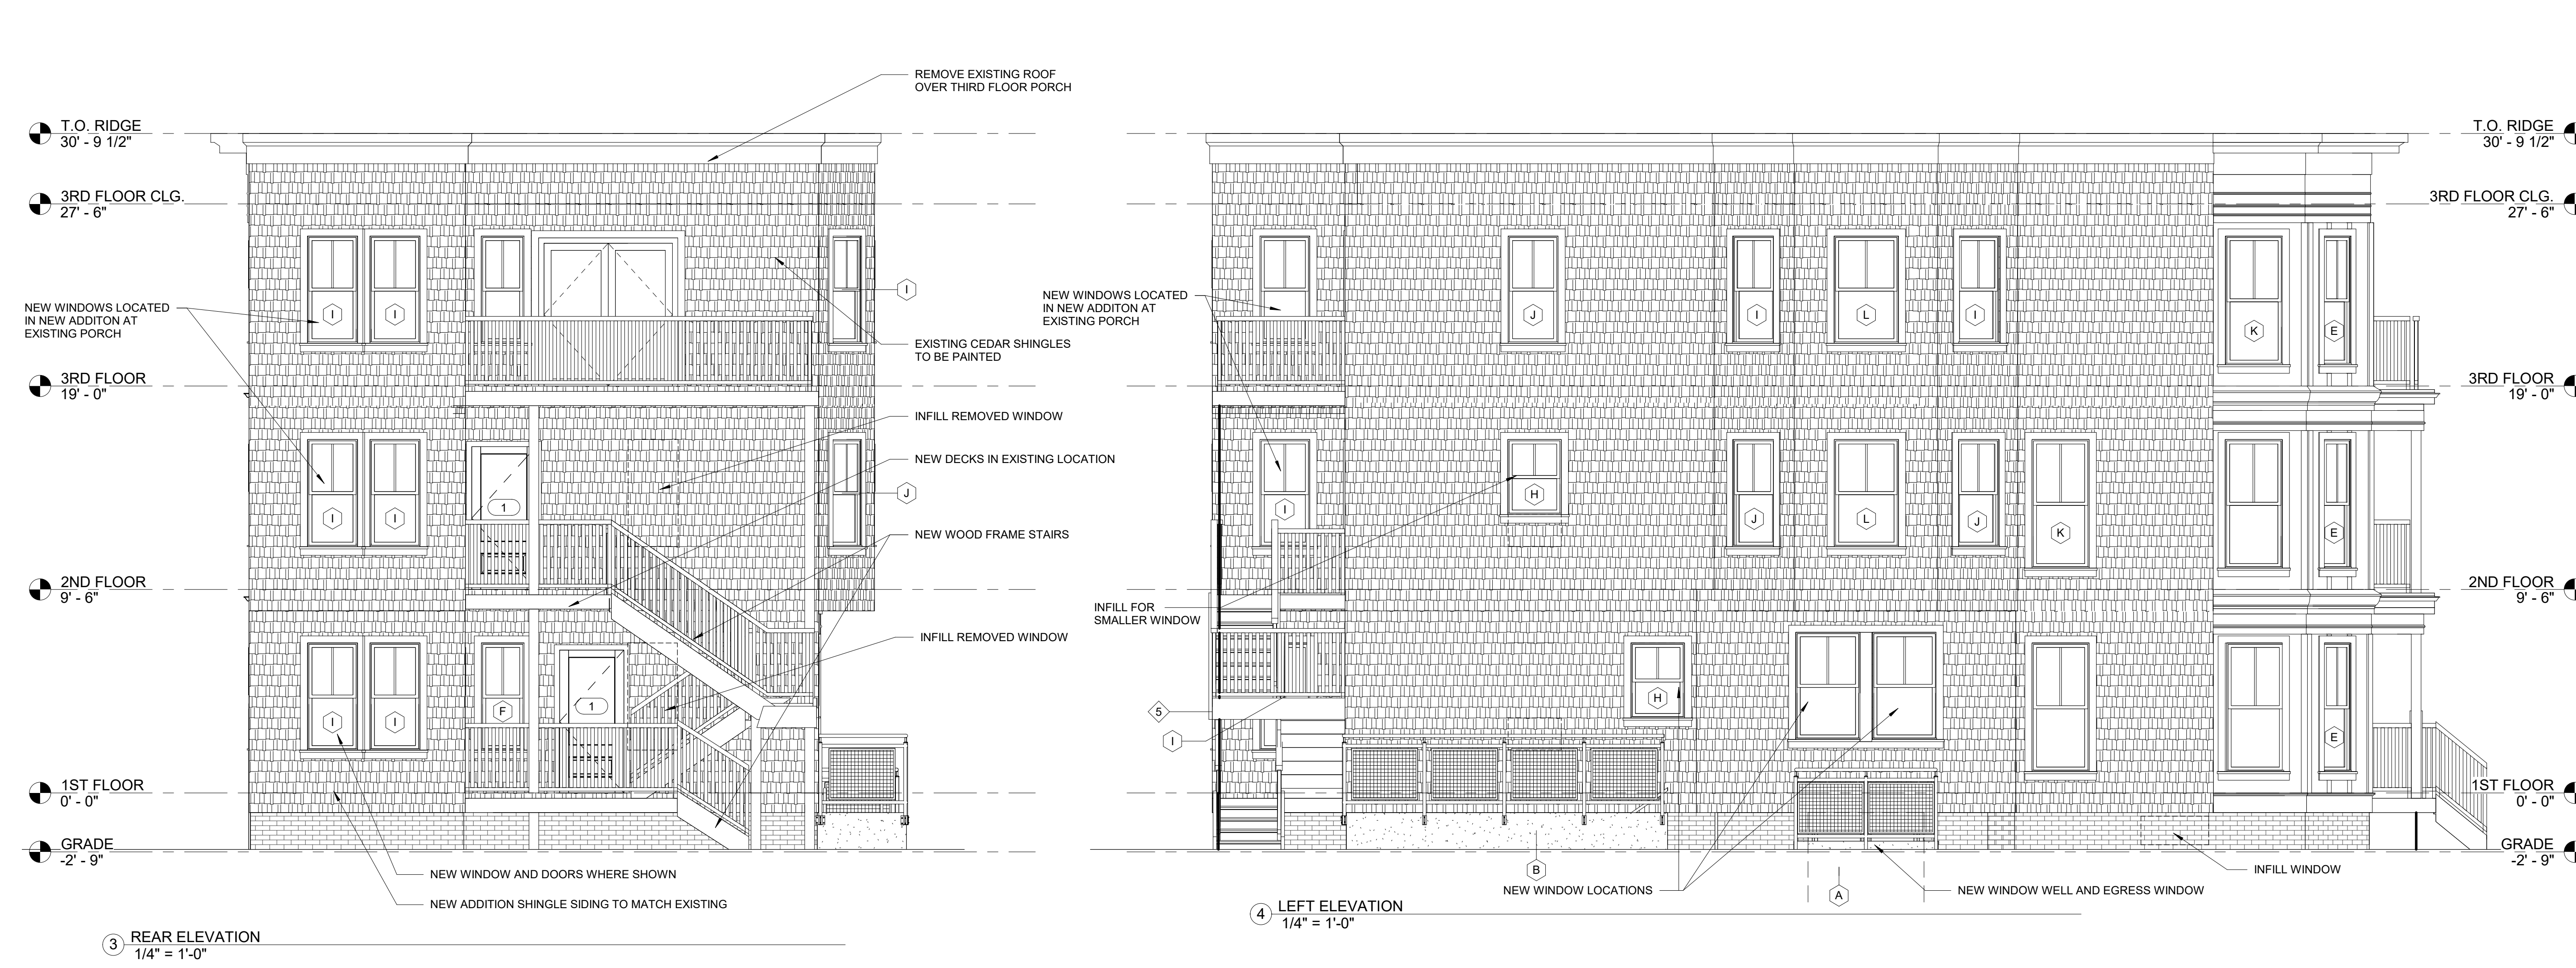 REMOVE EXISTING ROOF
OVER THIRD FLOOR PORCH
T.O. RIDGE
30' - 9 1/2"
3RD FLOOR CLG.
27' - 6"
NEW WINDOWS LOCATED
IN NEW ADDITON AT
EXISTING PORCH
I
I
I
EXISTING CEDAR SHINGLES
TO BE PAINTED
3RD FLOOR
19' - 0"
INFILL REMOVED WINDOW
NEW DECKS IN EXISTING LOCATION
I
I
1
J
NEW WOOD FRAME STAIRS
2ND FLOOR
9' - 6"
INFILL REMOVED WINDOW
I
I
F
1
1ST FLOOR
0' - 0"
GRADE
-2' - 9"
NEW WINDOW AND DOORS WHERE SHOWN
NEW ADDITION SHINGLE SIDING TO MATCH EXISTING
3
REAR ELEVATION
1/4" = 1'-0"
T.O. RIDGE
30' - 9 1/2"
3RD FLOOR CLG.
27' - 6"
NEW WINDOWS LOCATED
IN NEW ADDITON AT
EXISTING PORCH
J
I
L
I
K
E
3RD FLOOR
19' - 0"
I
H
J
L
J
K
E
2ND FLOOR
9' - 6"
INFILL FOR
SMALLER WINDOW
H
5
I
E
1ST FLOOR
0' - 0"
GRADE
-2' - 9"
B
A
INFILL WINDOW
NEW WINDOW LOCATIONS
NEW WINDOW WELL AND EGRESS WINDOW
4
LEFT ELEVATION
1/4" = 1'-0"